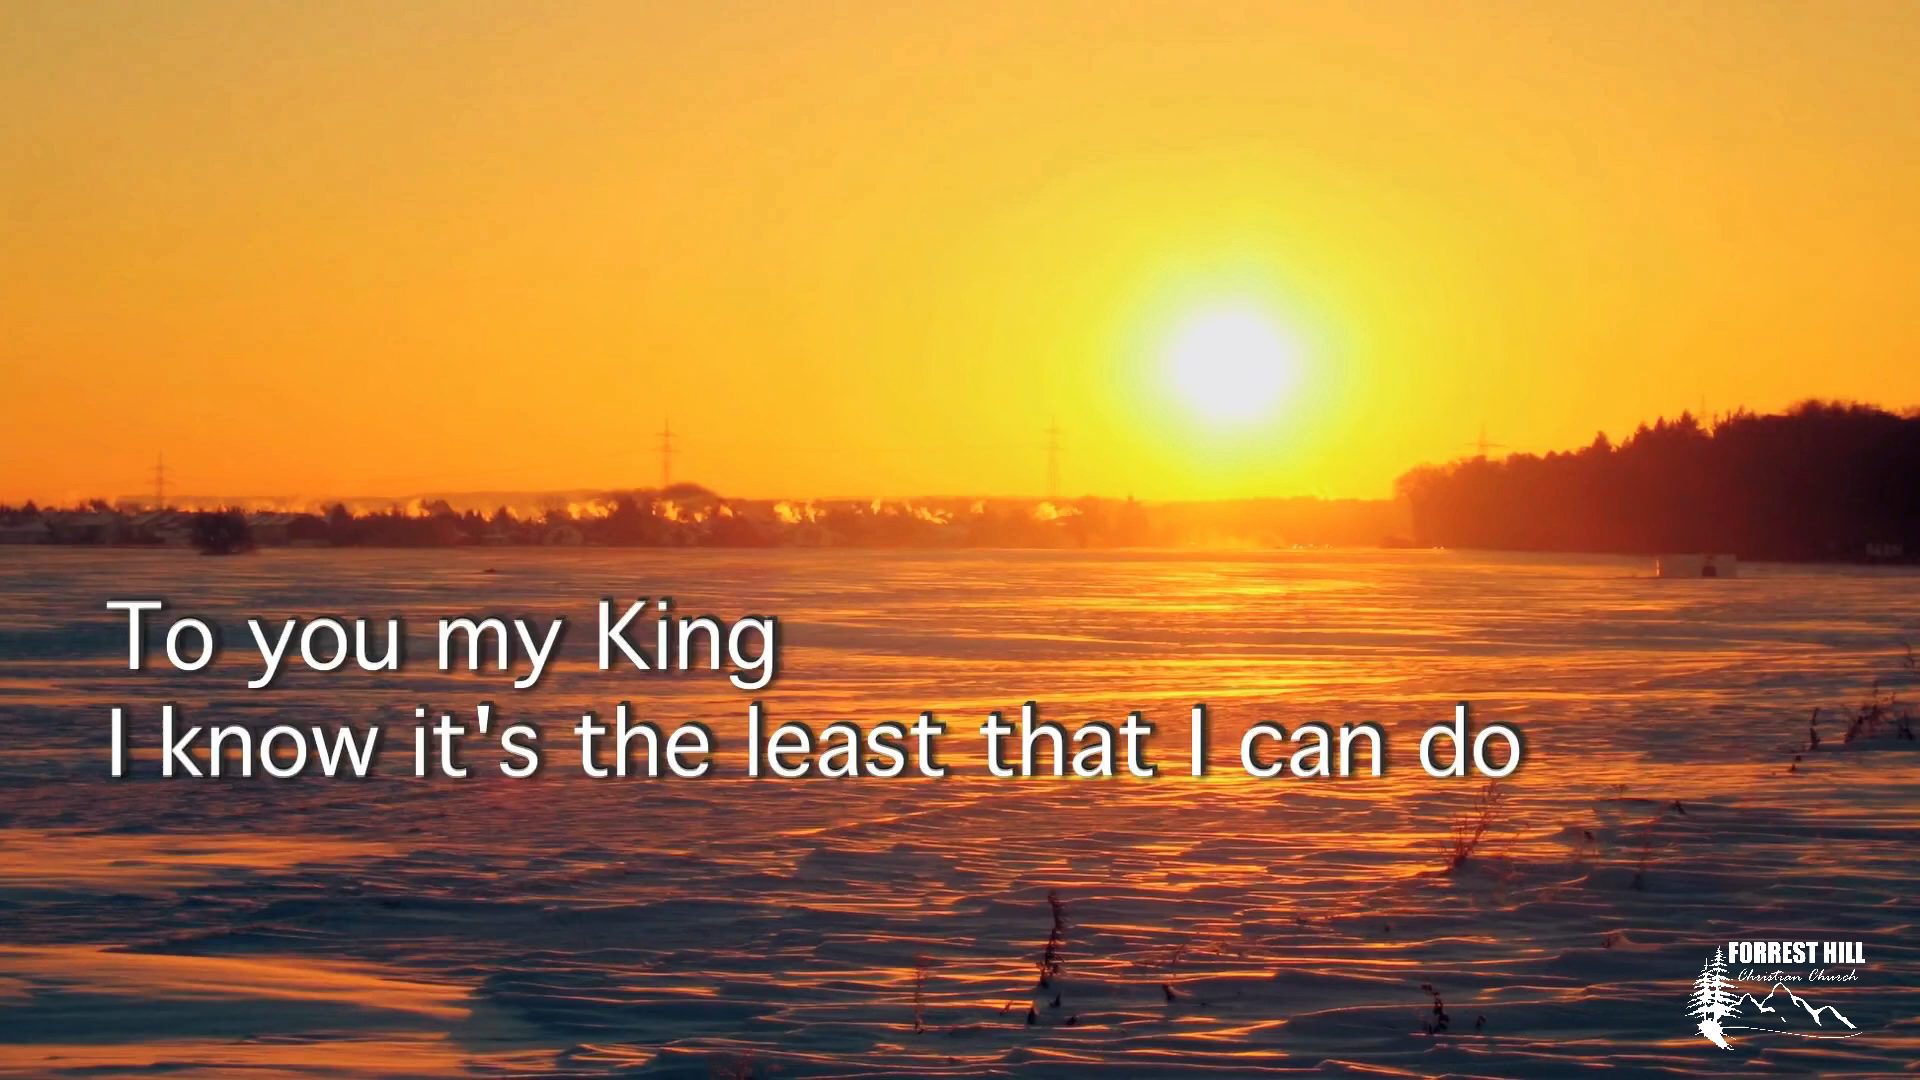 To you my King
I know it's the least that I can do
FORREST HILL
Christian Church